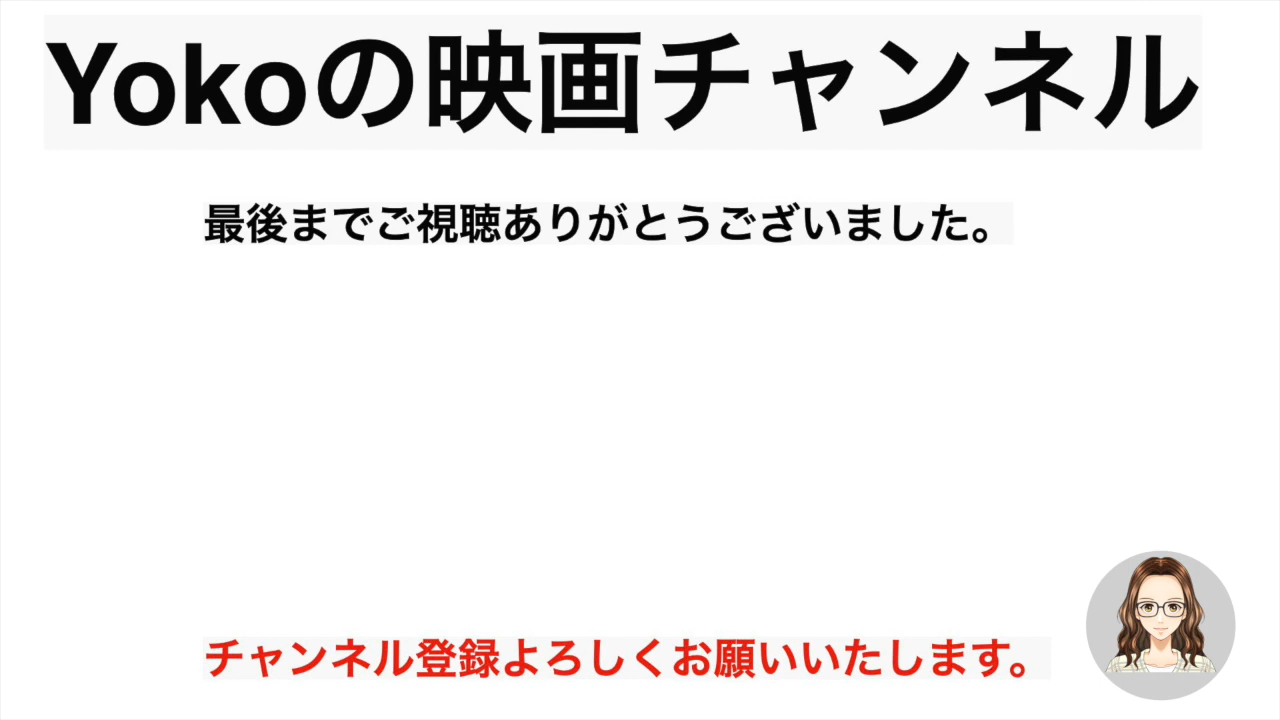 Yokoの映画チャンネル
最後までご視聴ありがとうございました。
チャンネル登録よろしくお願いいたします。